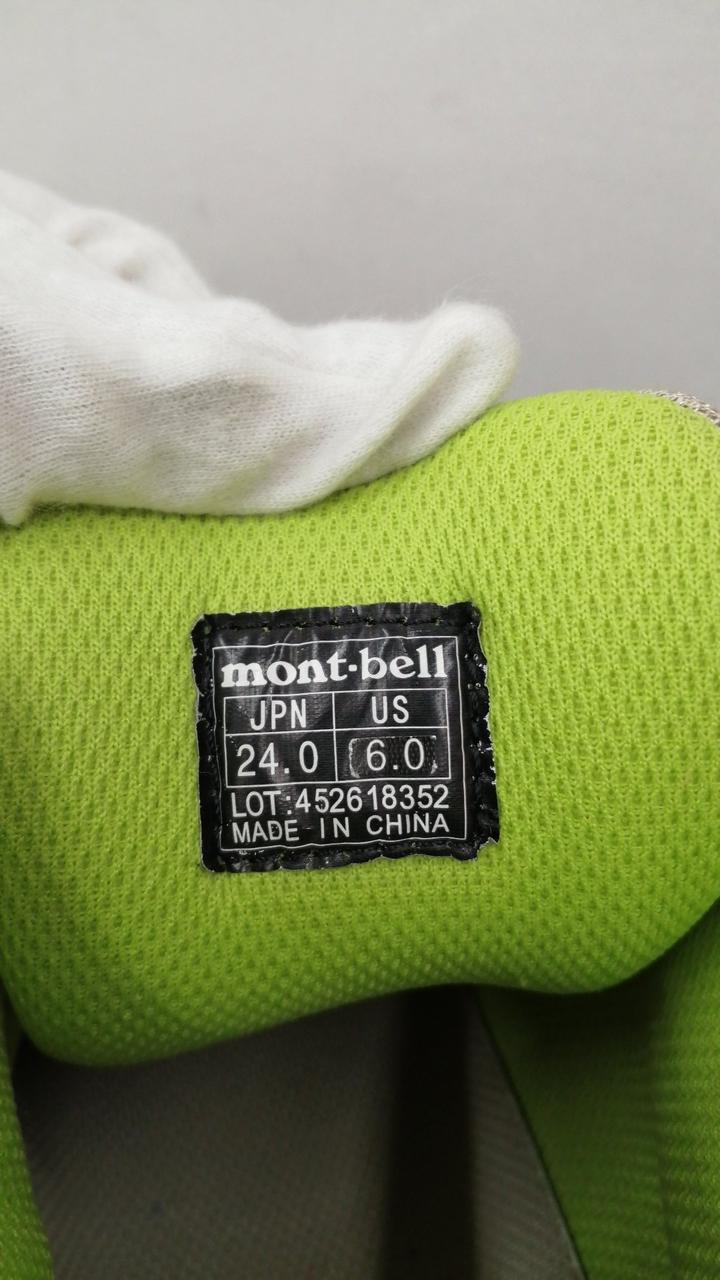 mont-bell
JPN US
24.0 6.0
LOT:452618352
MADE IN CHINA